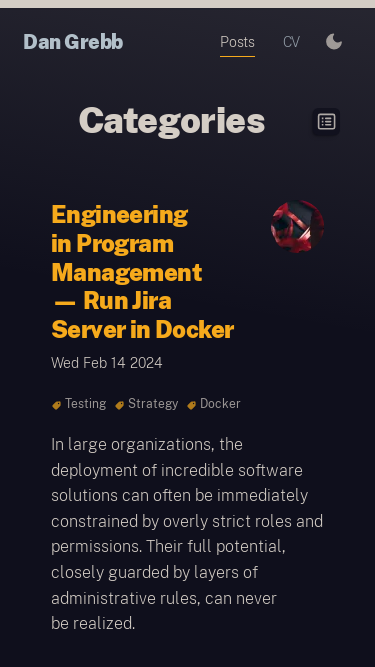 Dan Grebb
Posts
CV
Categories
Engineering
in Program
Management
— Run Jira
Server in Docker
Wed Feb 14 2024
Testing
Strategy
Docker
In large organizations, the
deployment of incredible software
solutions can often be immediately
constrained by overly strict roles and
permissions. Their full potential,
closely guarded by layers of
administrative rules, can never
be realized.